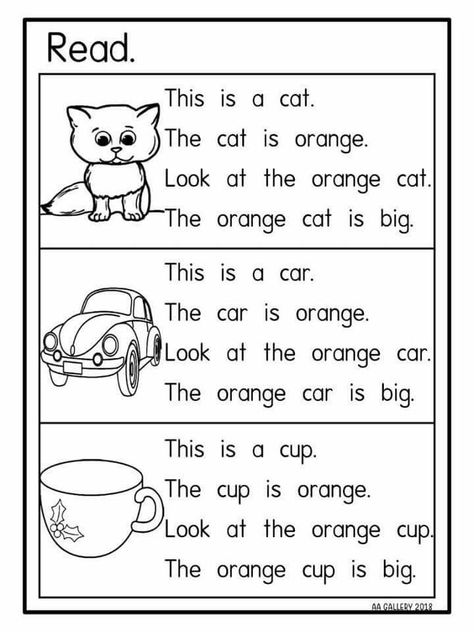 Read.
This is a cat.
The cat is orange.
Look at the orange cat.
The orange cat is big.
This is a car.
The car is orange.
Look at the orange car.
The orange car is big.
This is a cup.
The cup is orange.
Look at the orange cup.
The orange cup is big.
AA GALLERY 2018